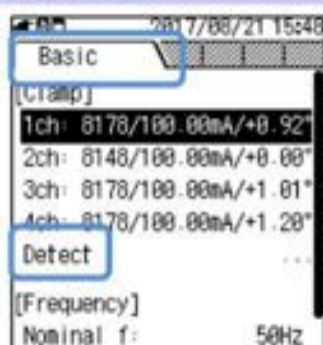 2017/08/21 15:48
Basic
[Clamp]
1ch: 8178/100.00mA/+0.92°
2ch: 8148/100.00mA/+0.00°
3ch: 8178/100.00mA/+1.01°
4ch: 8178/100.00mA/+1.20°
Detect ...
[Frequency]
Nominal f: 50Hz